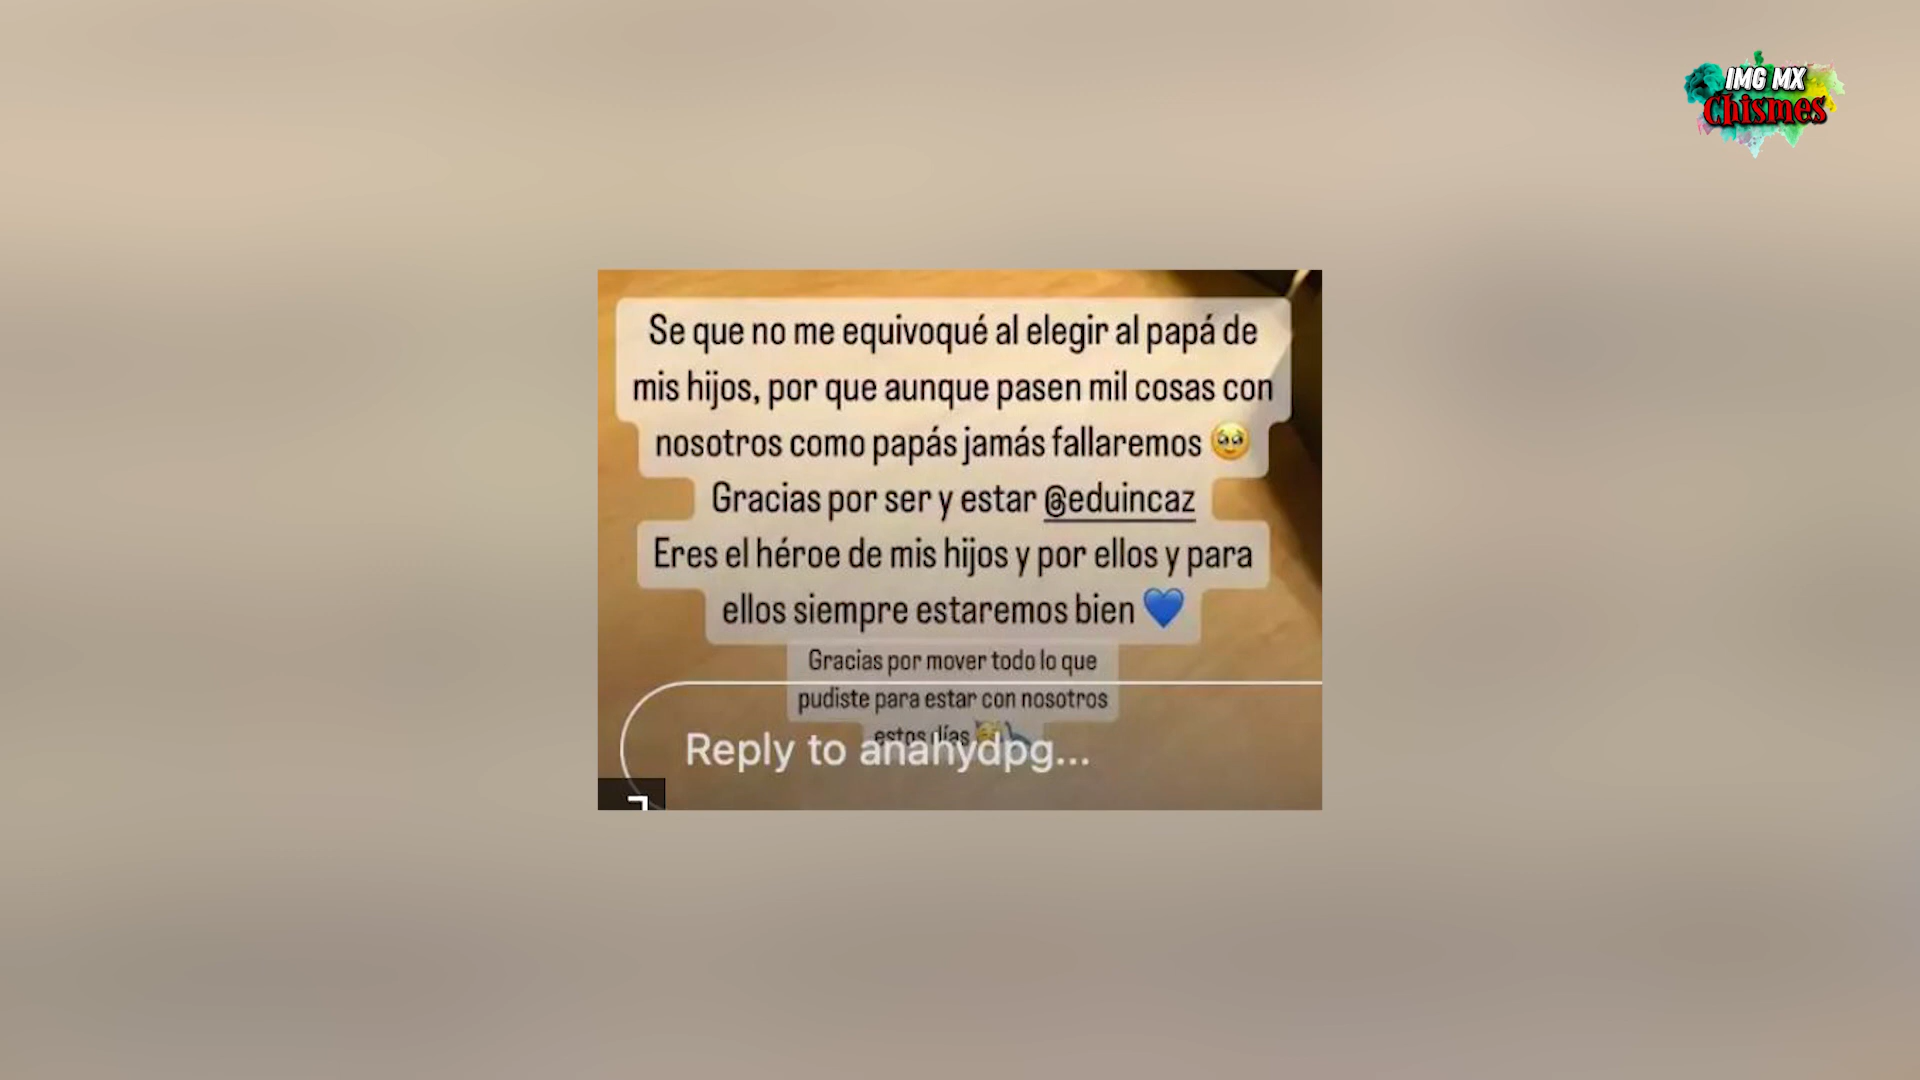 IMG MX
Chismes
Se que no me equivoqué al elegir al papá de
mis hijos, por que aunque pasen mil cosas con
nosotros como papás jamás fallaremos 🥹
Gracias por ser y estar @eduincaz
Eres el héroe de mis hijos y por ellos y para
ellos siempre estaremos bien 💙
Gracias por mover todo lo que
pudiste para estar con nosotros
estos días
Reply to anahydpg...